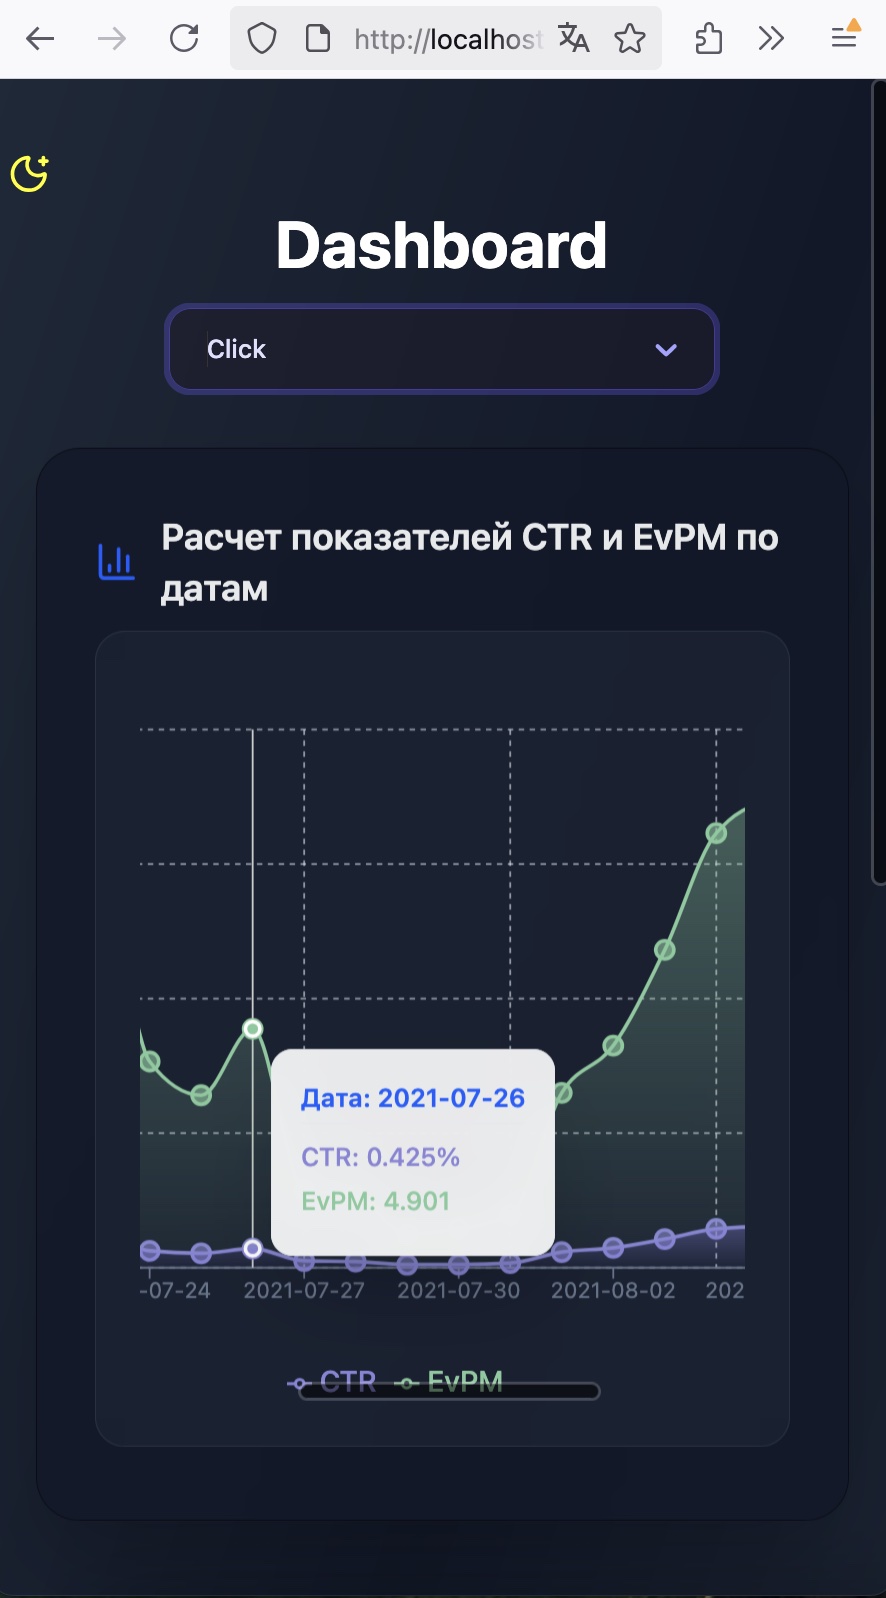 http://localhost
Dashboard
Click
Расчет показателей CTR и EvPM по
датам
Дата: 2021-07-26
CTR: 0.425%
EvPM: 4.901
-07-24 2021-07-27 2021-07-30 2021-08-02 202
CTR EvPM